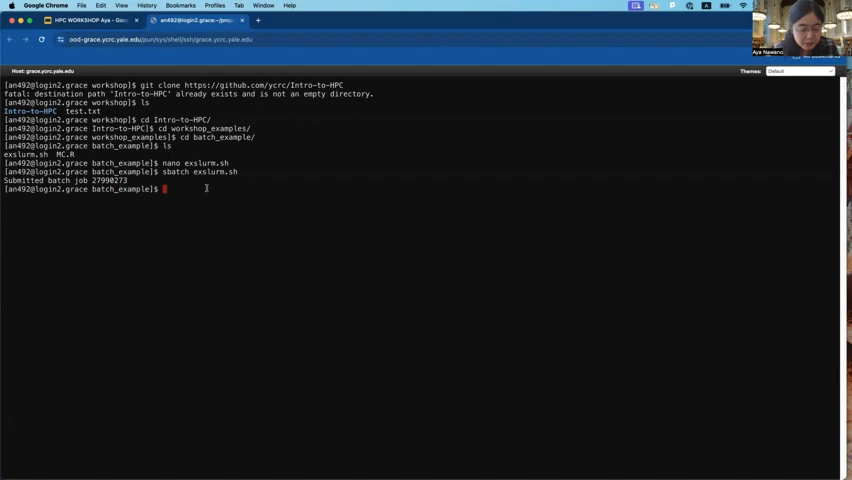 Google Chrome File Edit View History Bookmarks Profiles Tab Window Help
HPC WORKSHOP Aya - Goo
an492@login2.grace:~/proje
ood-grace.ycrc.yale.edu/pun/sys/shell/ssh/grace.ycrc.yale.edu
Host: grace.ycrc.yale.edu
Themes: Default
Aya Nawano
[an492@login2.grace workshop]$ git clone https://github.com/ycrc/Intro-to-HPC
fatal: destination path 'Intro-to-HPC' already exists and is not an empty directory.
[an492@login2.grace workshop]$ ls
Intro-to-HPC test.txt
[an492@login2.grace workshop]$ cd Intro-to-HPC/
[an492@login2.grace Intro-to-HPC]$ cd workshop_examples/
[an492@login2.grace workshop_examples]$ cd batch_example/
[an492@login2.grace batch_example]$ ls
exslurm.sh MC.R
[an492@login2.grace batch_example]$ nano exslurm.sh
[an492@login2.grace batch_example]$ sbatch exslurm.sh
Submitted batch job 27990273
[an492@login2.grace batch_example]$